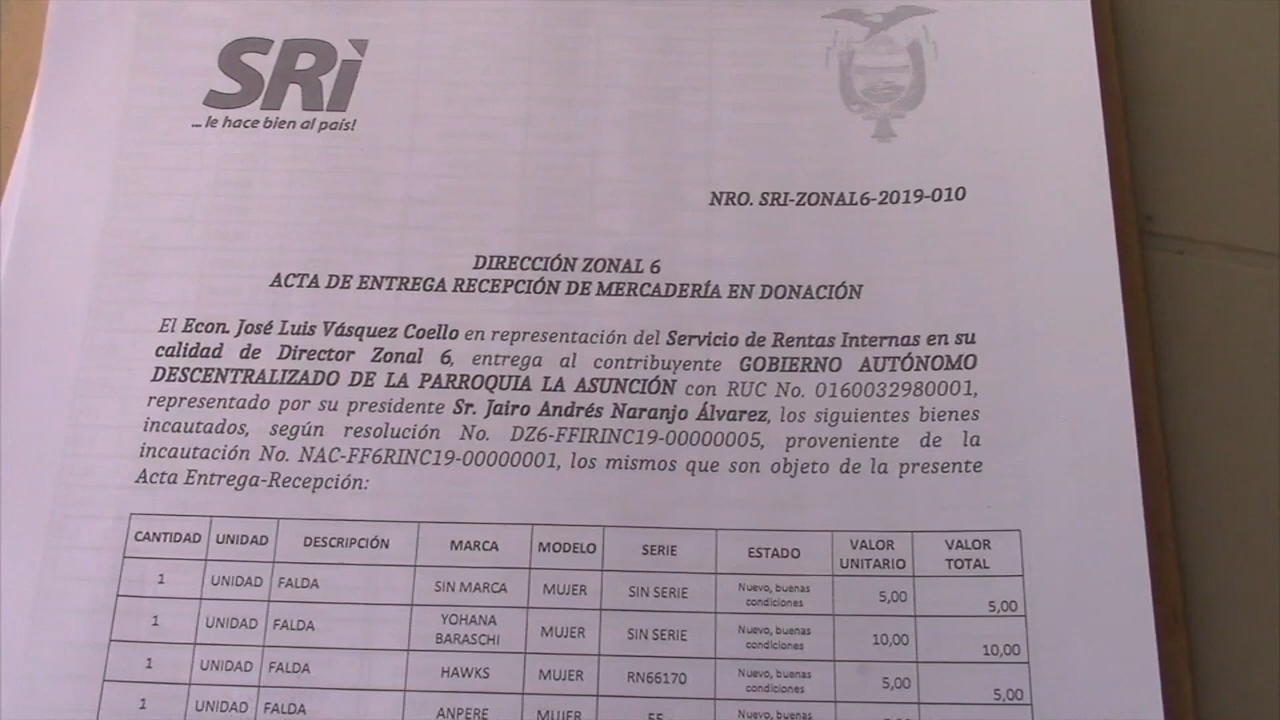 SRi
... le hace bien al país!
NRO. SRI-ZONAL6-2019-010
DIRECCIÓN ZONAL 6
ACTA DE ENTREGA RECEPCIÓN DE MERCADERÍA EN DONACIÓN
El Econ. José Luis Vásquez Coello en representación del Servicio de Rentas Internas en su
calidad de Director Zonal 6, entrega al contribuyente GOBIERNO AUTÓNOMO
DESCENTRALIZADO DE LA PARROQUIA LA ASUNCIÓN con RUC No. 0160032980001,
representado por su presidente Sr. Jairo Andrés Naranjo Álvarez, los siguientes bienes
incautados, según resolución No. DZ6-FFIRINC19-00000005, proveniente de la
incautación No. NAC-FF6RINC19-00000001, los mismos que son objeto de la presente
Acta Entrega-Recepción:
CANTIDAD UNIDAD DESCRIPCIÓN MARCA MODELO SERIE ESTADO VALOR UNITARIO VALOR TOTAL
1 UNIDAD FALDA SIN MARCA MUJER SIN SERIE Nuevo, buenas condiciones 5,00 5,00
1 UNIDAD FALDA YOHANA BARASCHI MUJER SIN SERIE Nuevo, buenas condiciones 10,00 10,00
1 UNIDAD FALDA HAWKS MUJER RN66170 Nuevo, buenas condiciones 5,00 5,00
1 UNIDAD FALDA ANPERE MUJER Nuevo, buenas